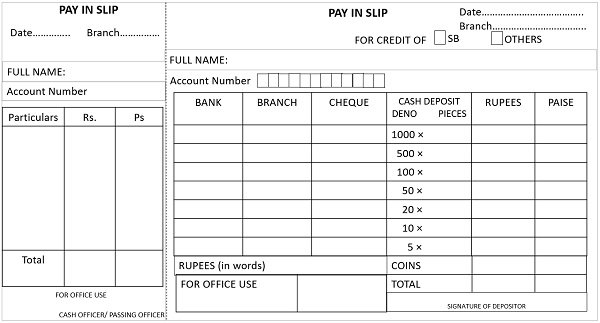 PAY IN SLIP
Date………….. Branch……………
FULL NAME:
Account Number
Particulars Rs. Ps
Total
FOR OFFICE USE
CASH OFFICER/ PASSING OFFICER
PAY IN SLIP
Date………………………………..
Branch………………………………
FOR CREDIT OF SB OTHERS
FULL NAME:
Account Number
BANK BRANCH CHEQUE CASH DEPOSIT RUPEES PAISE
DENO PIECES
1000 ×
500 ×
100 ×
50 ×
20 ×
10 ×
5 ×
RUPEES (in words) COINS
FOR OFFICE USE TOTAL
SIGNATURE OF DEPOSITOR